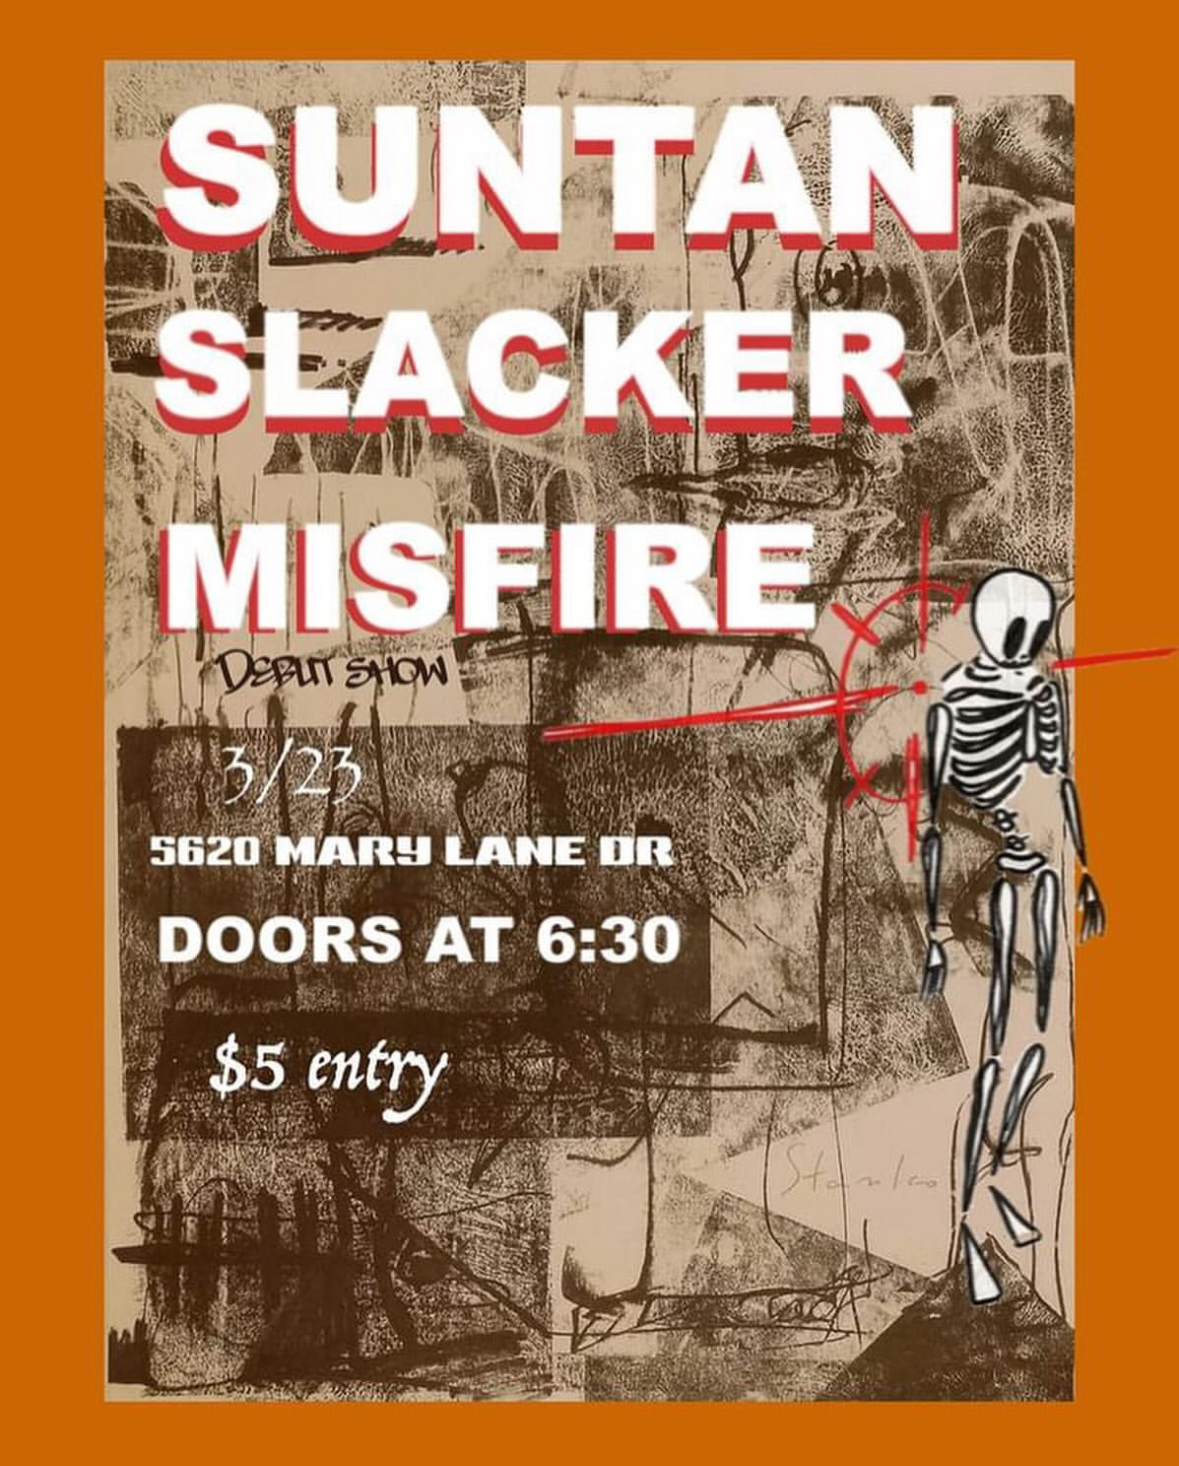 SUNTAN
SLACKER
MISFIRE
DEBUT SHOW
3/23
5620 MARY LANE DR
DOORS AT 6:30
$5 entry